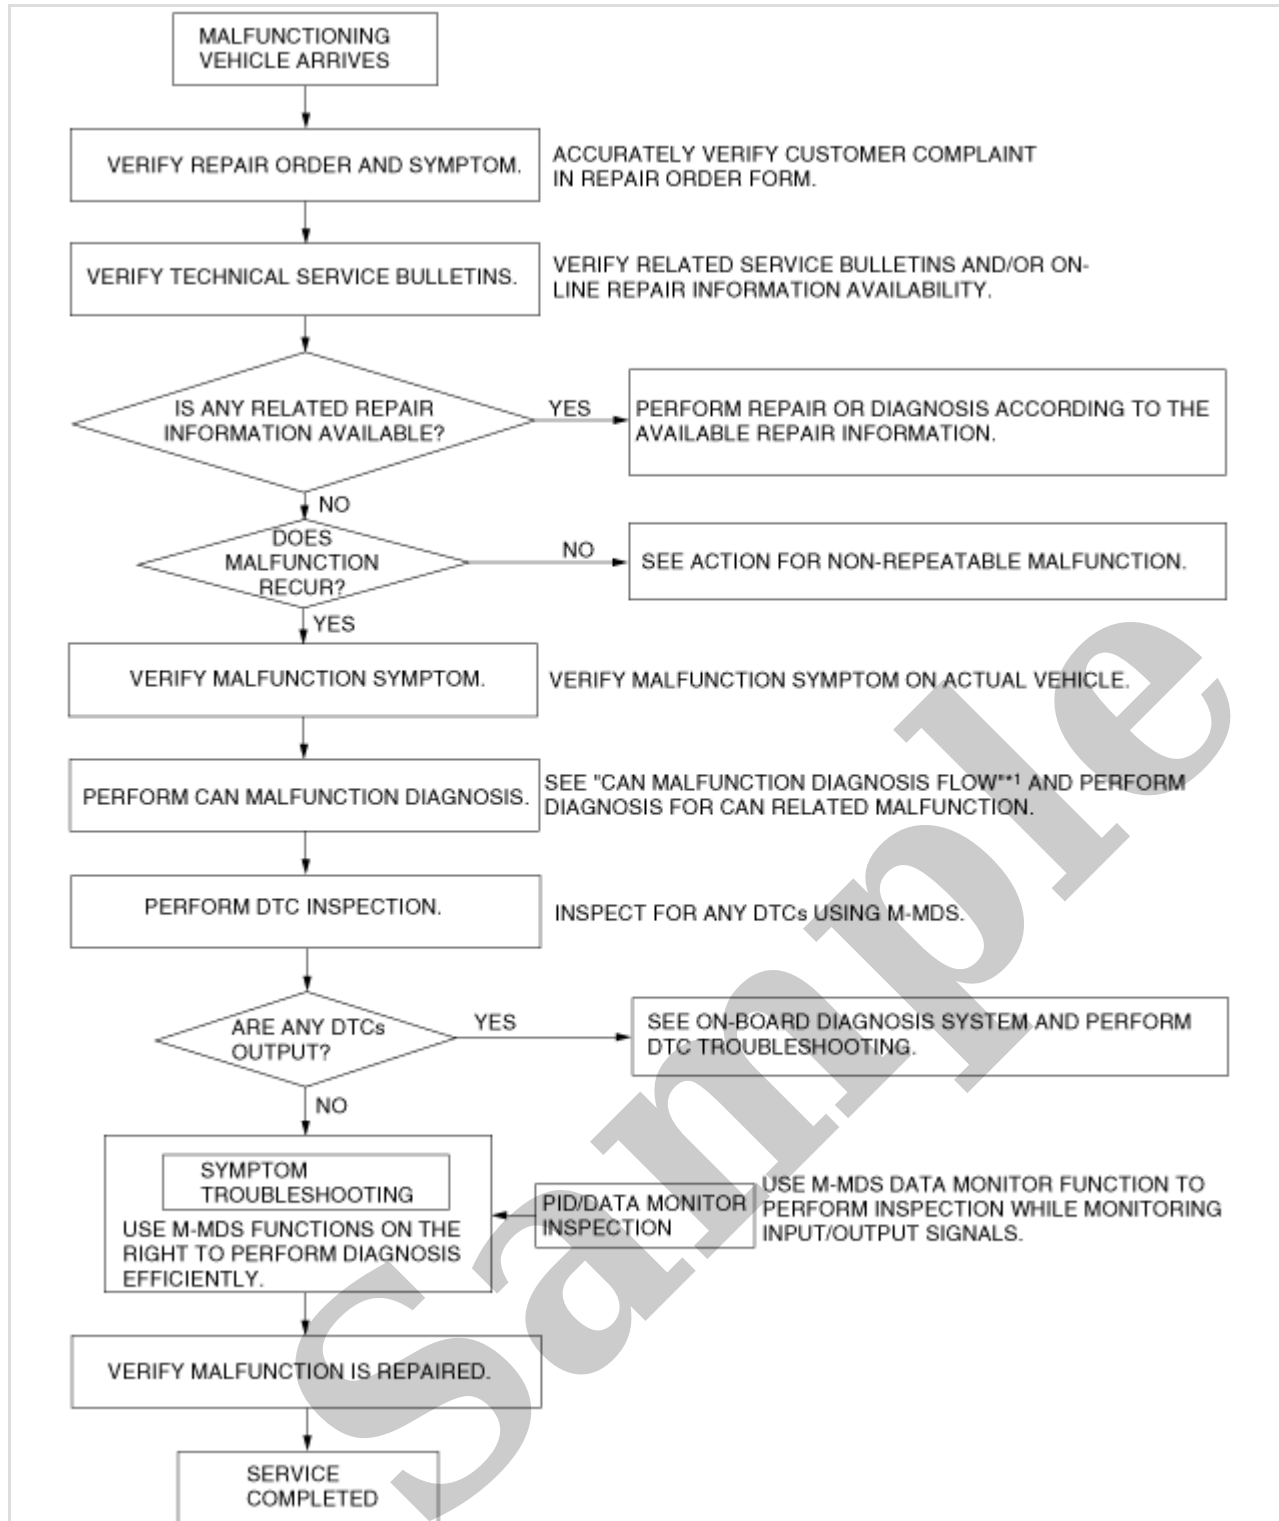 MALFUNCTIONING
VEHICLE ARRIVES
VERIFY REPAIR ORDER AND SYMPTOM.
ACCURATELY VERIFY CUSTOMER COMPLAINT
IN REPAIR ORDER FORM.
VERIFY TECHNICAL SERVICE BULLETINS.
VERIFY RELATED SERVICE BULLETINS AND/OR ON-
LINE REPAIR INFORMATION AVAILABILITY.
IS ANY RELATED REPAIR
INFORMATION AVAILABLE?
YES
PERFORM REPAIR OR DIAGNOSIS ACCORDING TO THE
AVAILABLE REPAIR INFORMATION.
NO
DOES
MALFUNCTION
RECUR?
NO
SEE ACTION FOR NON-REPEATABLE MALFUNCTION.
YES
VERIFY MALFUNCTION SYMPTOM.
VERIFY MALFUNCTION SYMPTOM ON ACTUAL VEHICLE.
PERFORM CAN MALFUNCTION DIAGNOSIS.
SEE "CAN MALFUNCTION DIAGNOSIS FLOW"*1 AND PERFORM
DIAGNOSIS FOR CAN RELATED MALFUNCTION.
PERFORM DTC INSPECTION.
INSPECT FOR ANY DTCs USING M-MDS.
ARE ANY DTCs
OUTPUT?
YES
SEE ON-BOARD DIAGNOSIS SYSTEM AND PERFORM
DTC TROUBLESHOOTING.
NO
SYMPTOM
TROUBLESHOOTING
USE M-MDS FUNCTIONS ON THE
RIGHT TO PERFORM DIAGNOSIS
EFFICIENTLY.
PID/DATA MONITOR
INSPECTION
USE M-MDS DATA MONITOR FUNCTION TO
PERFORM INSPECTION WHILE MONITORING
INPUT/OUTPUT SIGNALS.
VERIFY MALFUNCTION IS REPAIRED.
SERVICE
COMPLETED
Sample